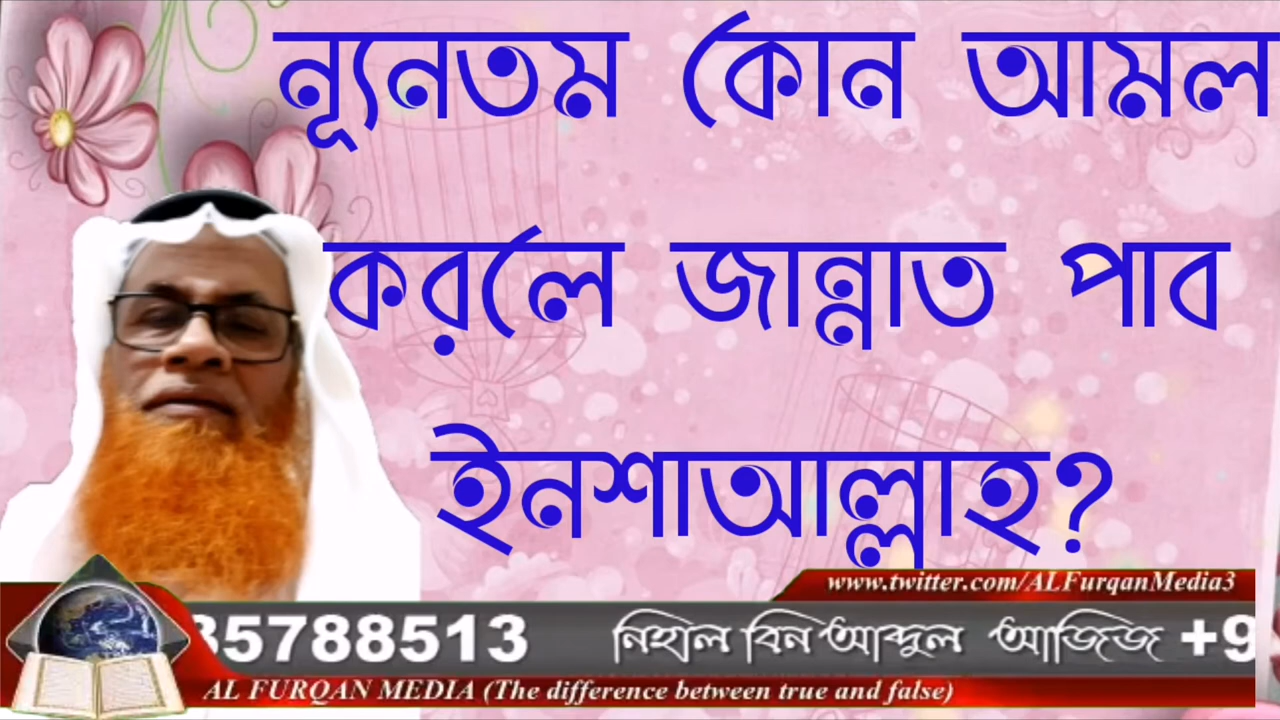 ন্যূনতম কোন আমল
করলে জান্নাত পাব
ইনশাআল্লাহ?
www.twitter.com/ALFurqanMedia3
35788513 নিহাল বিন আব্দুল আজিজ +9
AL FURQAN MEDIA (The difference between true and false)